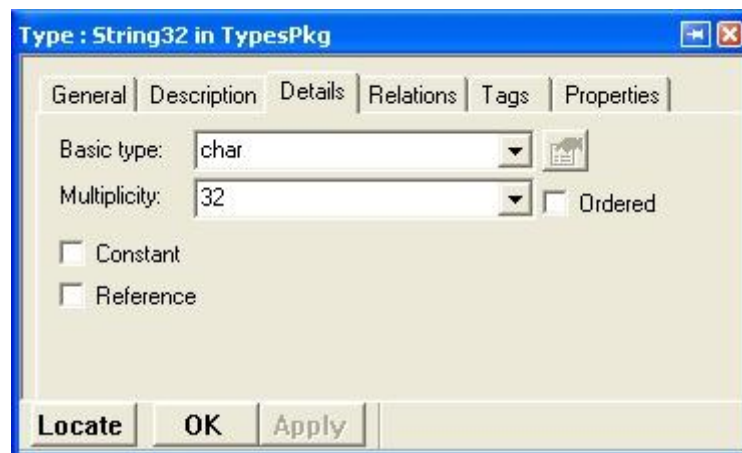 Type : String32 in TypesPkg
General Description Details Relations Tags Properties
Basic type: char
Multiplicity: 32 Ordered
Constant
Reference
Locate OK Apply